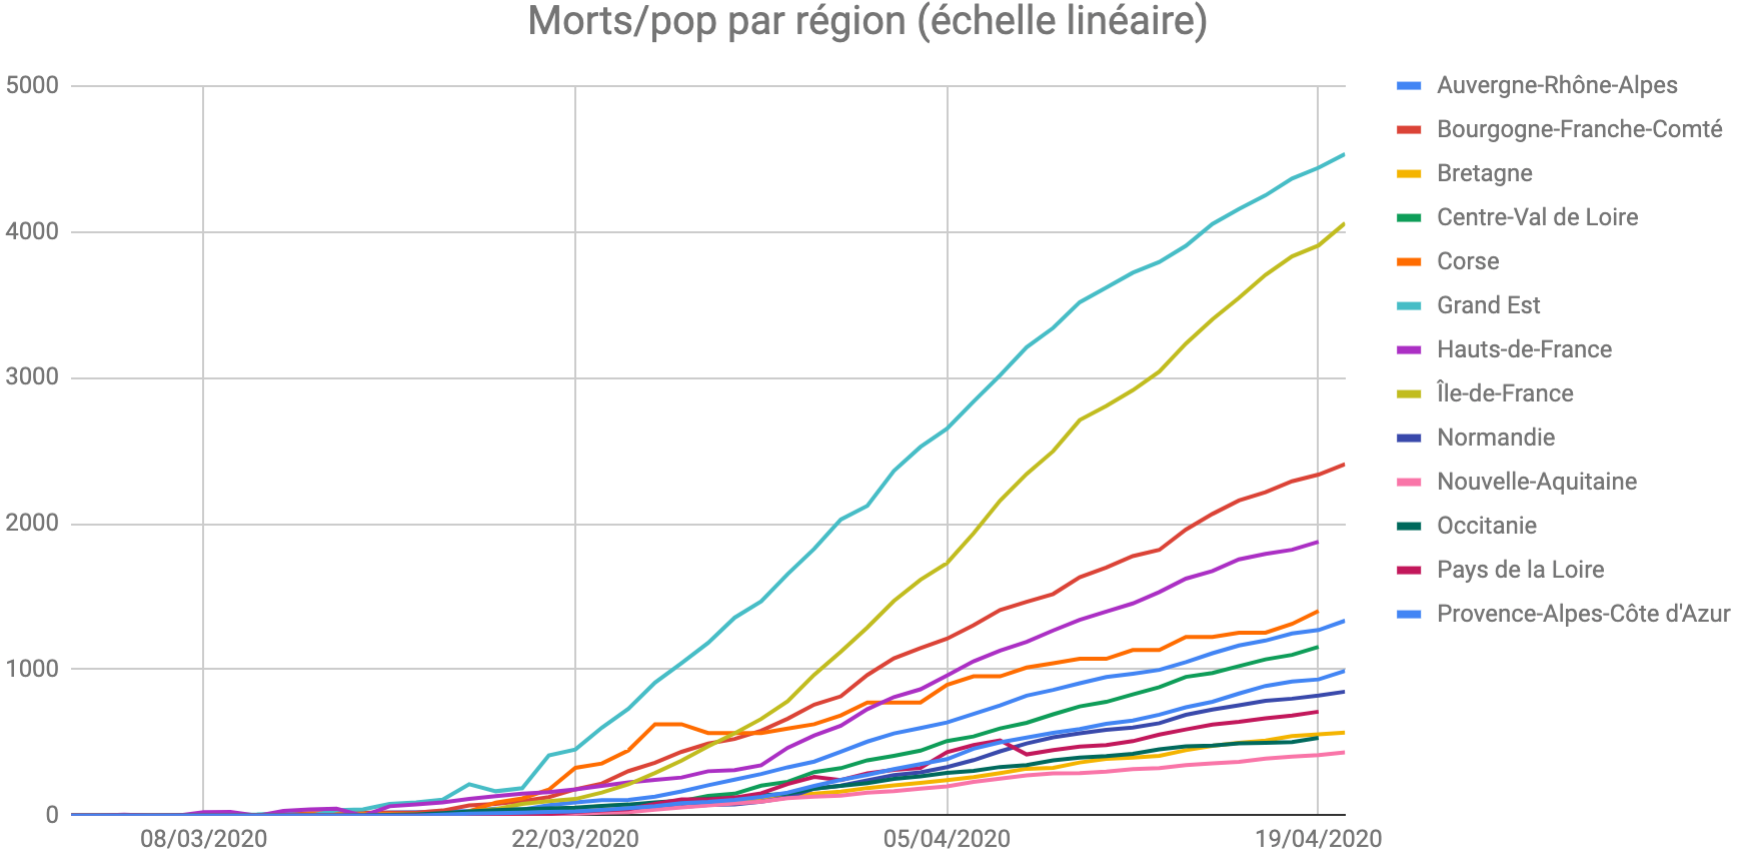 Morts/pop par région (échelle linéaire)
5000
4000
3000
2000
1000
0
08/03/2020
22/03/2020
05/04/2020
19/04/2020
Auvergne-Rhône-Alpes
Bourgogne-Franche-Comté
Bretagne
Centre-Val de Loire
Corse
Grand Est
Hauts-de-France
Île-de-France
Normandie
Nouvelle-Aquitaine
Occitanie
Pays de la Loire
Provence-Alpes-Côte d'Azur